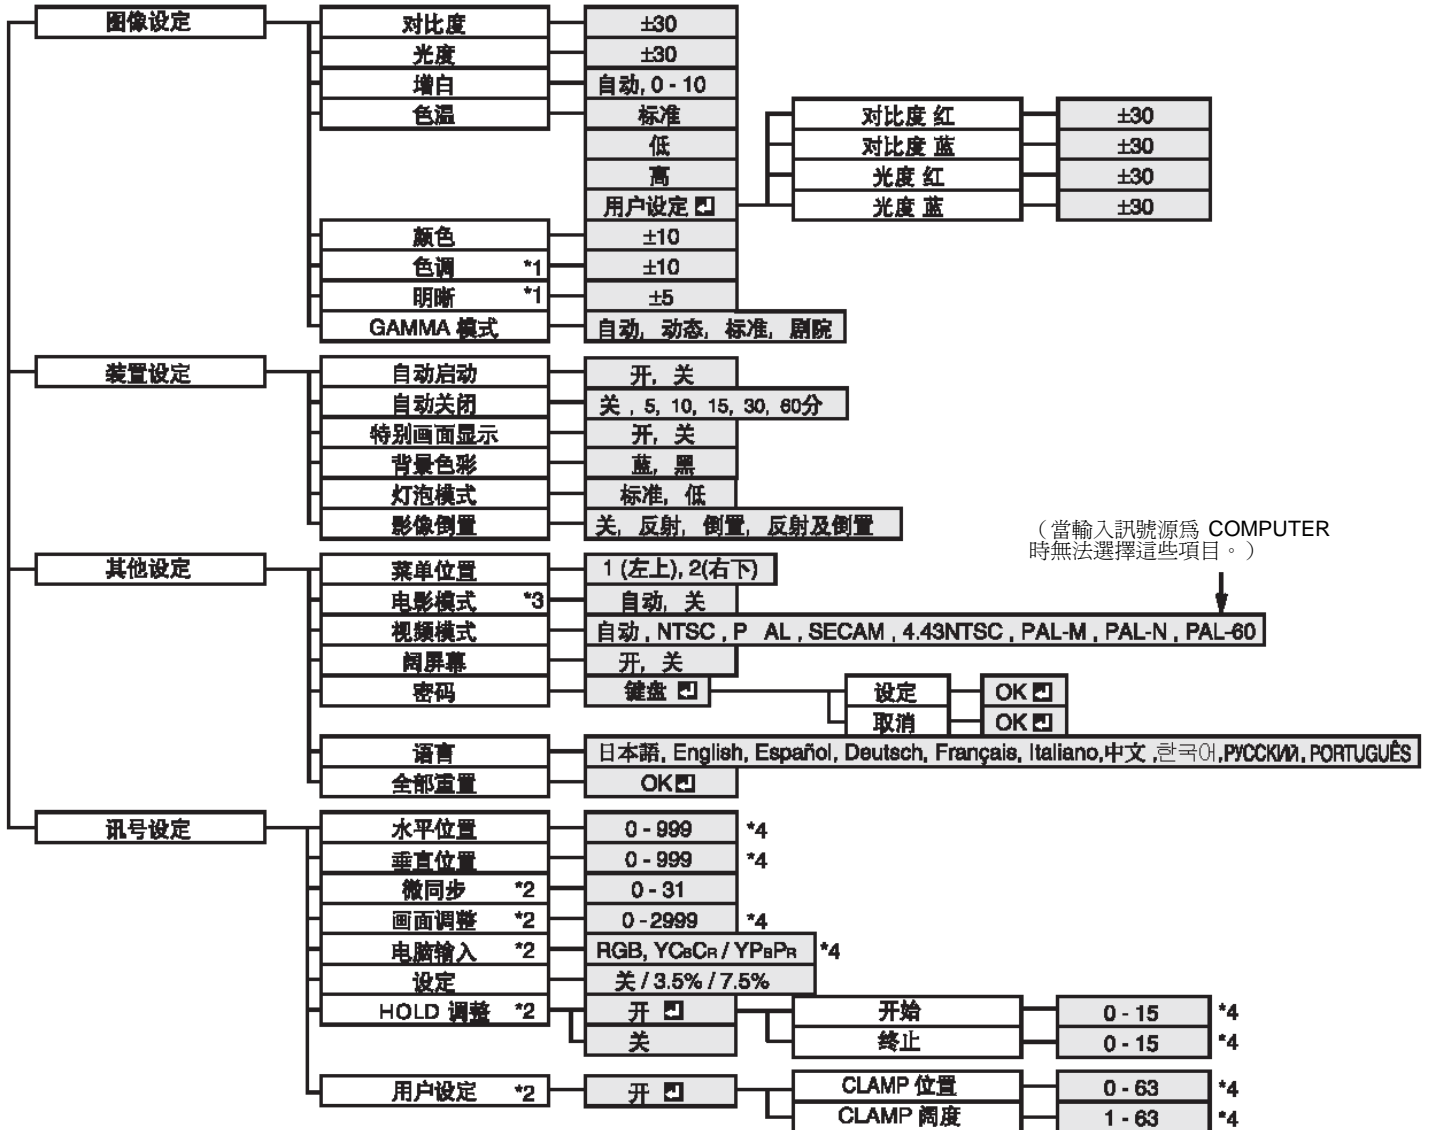 图像设定 对比度 ±30
光度 ±30
增白 自动, 0 - 10
色温 标准 对比度 红 ±30
低 对比度 蓝 ±30
高 光度 红 ±30
用户设定 光度 蓝 ±30
颜色 ±10
色调 *1 ±10
明晰 *1 ±5
GAMMA 模式 自动, 动态, 标准, 剧院
装置设定 自动启动 开, 关
自动关闭 关 , 5, 10, 15, 30, 60分
特别画面显示 开, 关
背景色彩 蓝, 黑
灯泡模式 标准, 低
影像倒置 关, 反射, 倒置, 反射及倒置
（當輸入訊號源爲 COMPUTER
時無法選擇這些項目。）
其他设定 菜单位置 1 (左上), 2(右下)
电影模式 *3 自动, 关
视频模式 自动 , NTSC , P AL , SECAM , 4.43NTSC , PAL-M , PAL-N , PAL-60
阔屏幕 开, 关
密码 键盘 设定 OK
取消 OK
语言 日本語, English, Español, Deutsch, Français, Italiano,中文 ,한국어,РУССКИЙ, PORTUGUÊS
全部重置 OK
讯号设定 水平位置 0 - 999 *4
垂直位置 0 - 999 *4
微同步 *2 0 - 31
画面调整 *2 0 - 2999 *4
电脑输入 *2 RGB, YCBCR / YPBPR *4
设定 关 / 3.5% / 7.5%
HOLD 调整 *2 开 开始 0 - 15 *4
关 终止 0 - 15 *4
用户设定 *2 开 CLAMP 位置 0 - 63 *4
CLAMP 阔度 1 - 63 *4